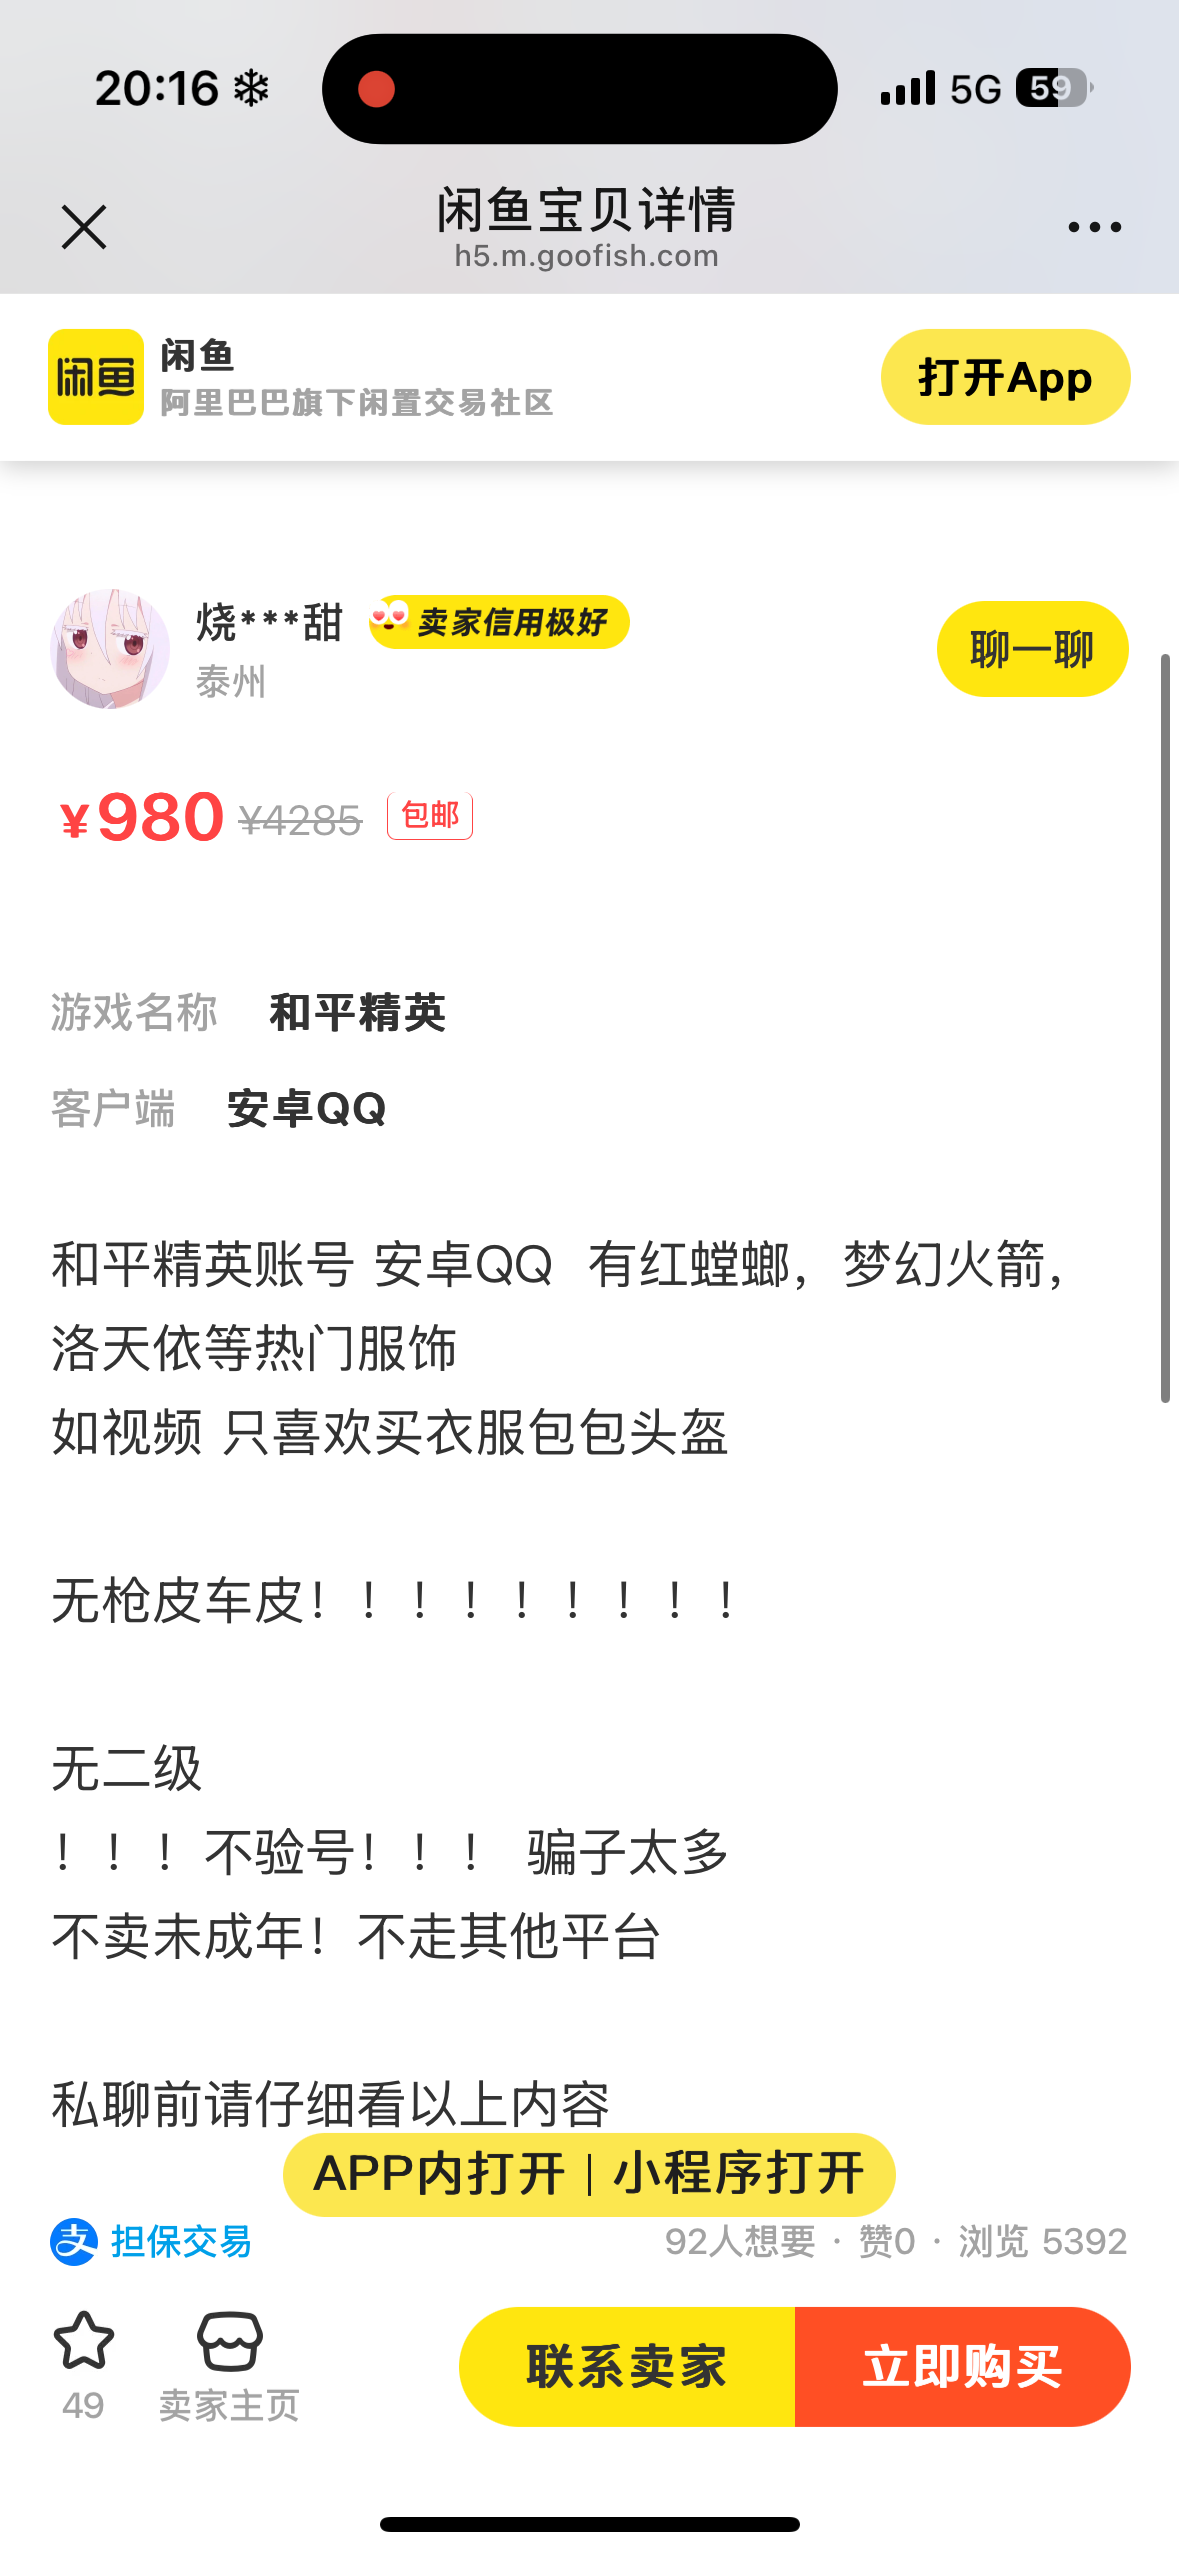 20:16
5G
59
闲鱼宝贝详情
h5.m.goofish.com
闲鱼
闲鱼
阿里巴巴旗下闲置交易社区
打开App
烧***甜
卖家信用极好
泰州
聊一聊
¥980 ¥4285 包邮
游戏名称 和平精英
客户端 安卓QQ
和平精英账号 安卓QQ 有红螳螂，梦幻火箭，
洛天依等热门服饰
如视频 只喜欢买衣服包包头盔
无枪皮车皮！！！！！！！！！
无二级
！！！不验号！！！ 骗子太多
不卖未成年！不走其他平台
私聊前请仔细看以上内容
APP内打开 | 小程序打开
支 担保交易
92人想要 · 赞0 · 浏览 5392
49
卖家主页
联系卖家
立即购买